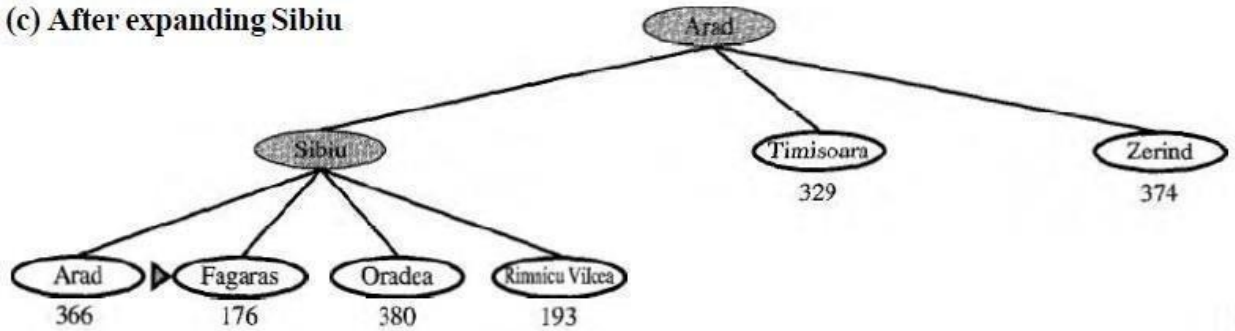 (c) After expanding Sibiu
Arad
Sibiu
Timisoara
Zerind
329
374
Arad
Fagaras
Oradea
Rimnicu Vilcea
366
176
380
193